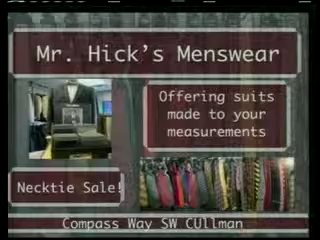 Mr. Hick's Menswear
Offering suits
made to your
measurements
Necktie Sale!
Compass Way SW CUllman